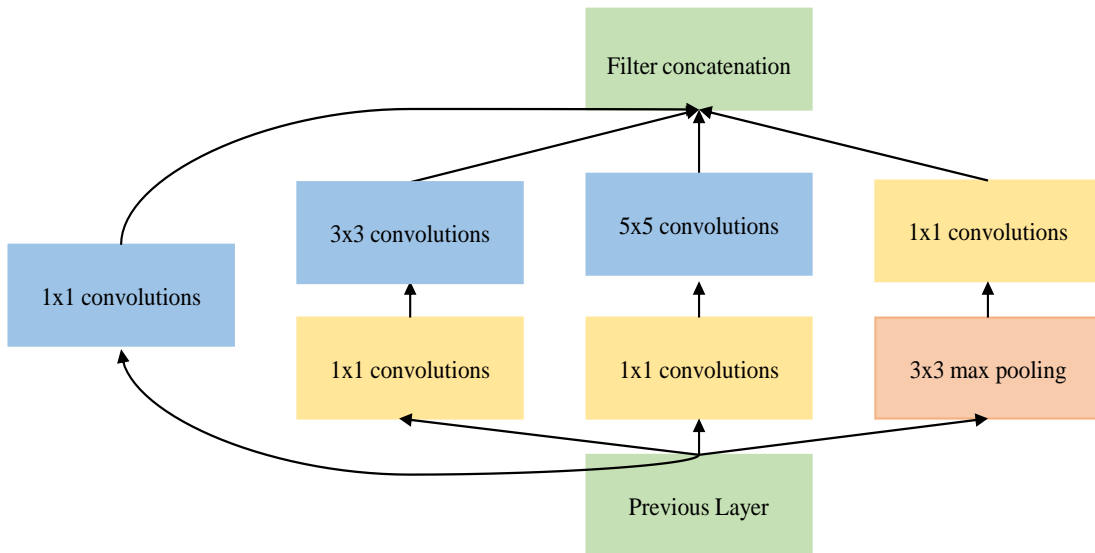 Filter concatenation
3x3 convolutions
5x5 convolutions
1x1 convolutions
1x1 convolutions
1x1 convolutions
1x1 convolutions
3x3 max pooling
Previous Layer